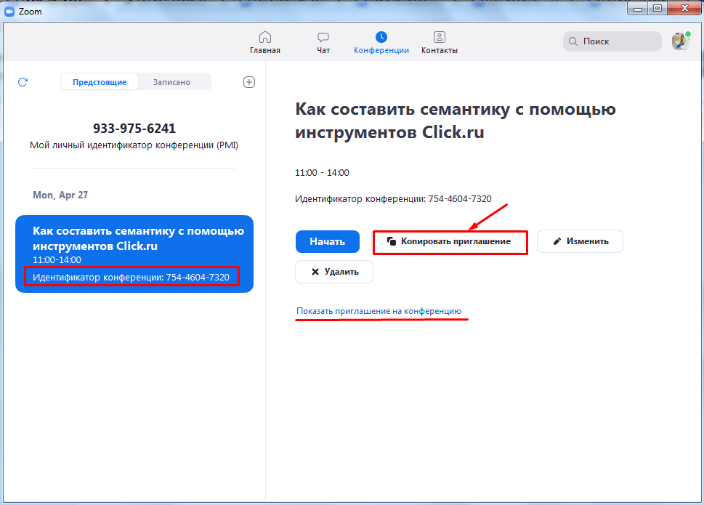 Zoom
Главная
Чат
Конференции
Контакты
Поиск
Предстоящие
Записано
933-975-6241
Мой личный идентификатор конференции (PMI)
Mon, Apr 27
Как составить семантику с помощью
инструментов Click.ru
11:00-14:00
Идентификатор конференции: 754-4604-7320
Как составить семантику с помощью
инструментов Click.ru
11:00 - 14:00
Идентификатор конференции: 754-4604-7320
Начать
Копировать приглашение
Изменить
Удалить
Показать приглашение на конференцию